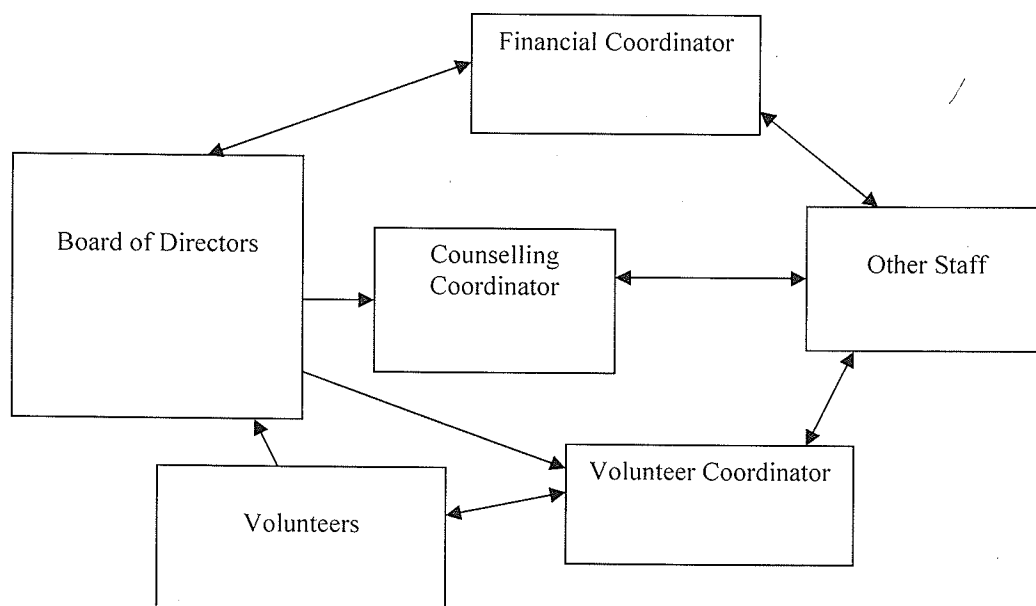 Financial Coordinator
Board of Directors
Counselling
Coordinator
Other Staff
Volunteer Coordinator
Volunteers